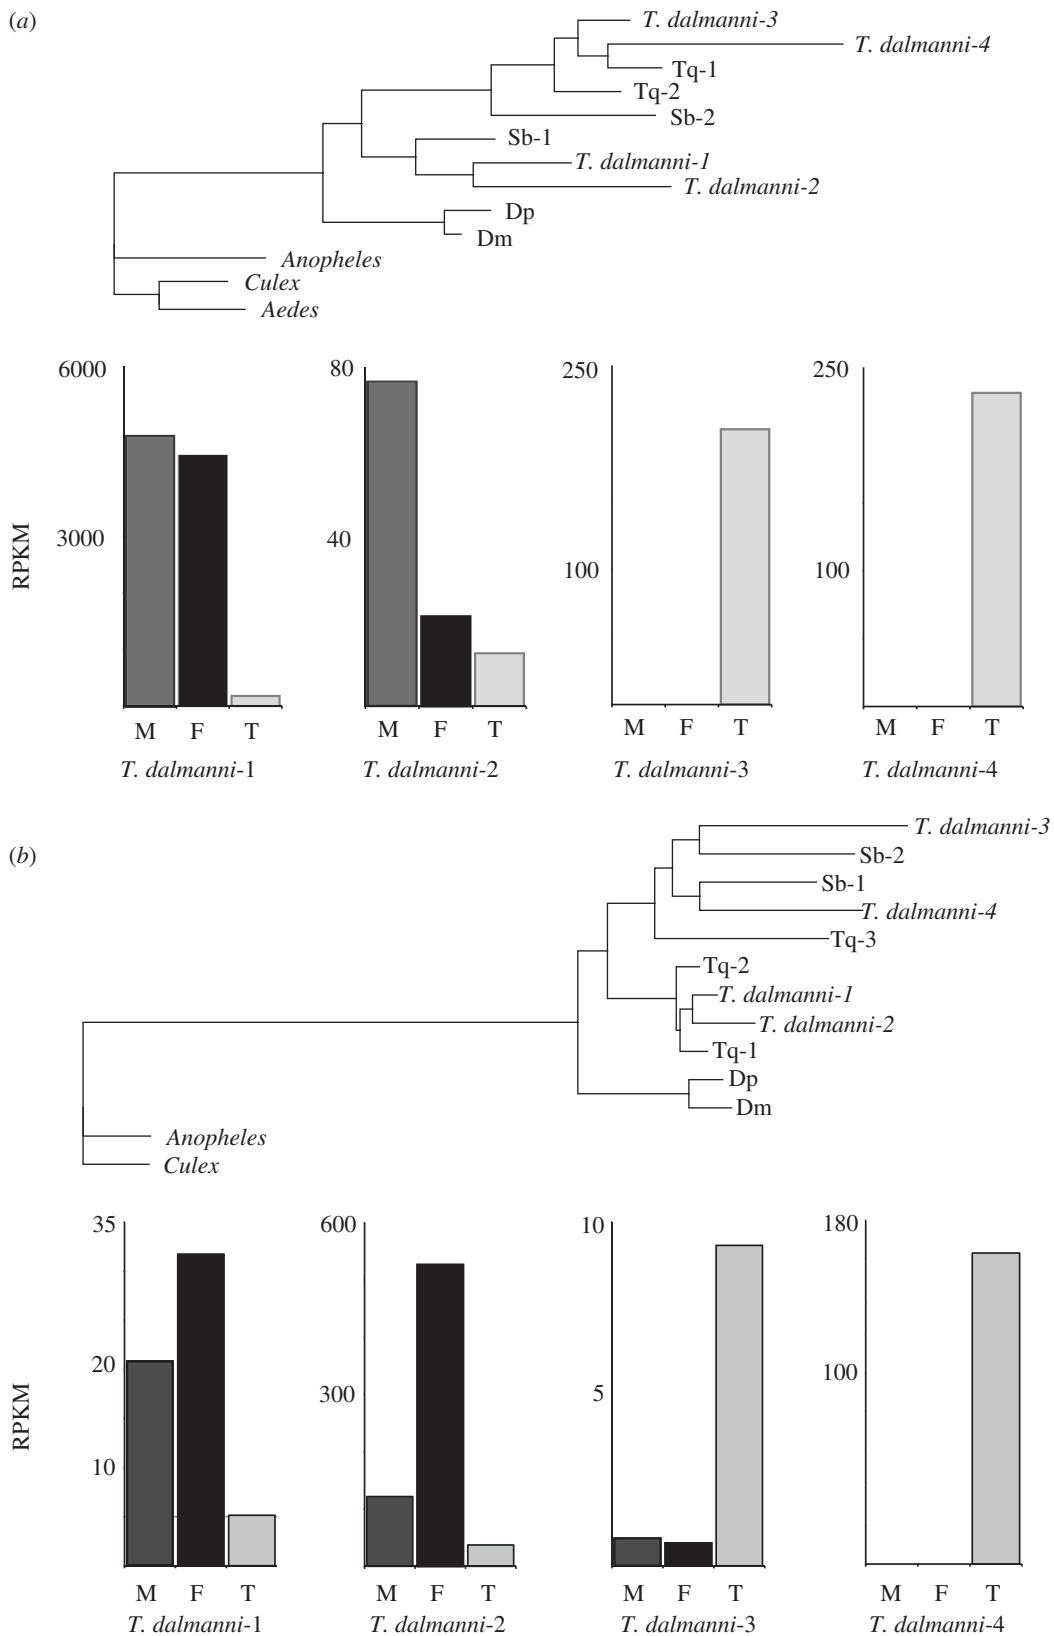 (a)
T. dalmanni-3
T. dalmanni-4
Tq-1
Tq-2
Sb-2
Sb-1
T. dalmanni-1
T. dalmanni-2
Dp
Dm
Anopheles
Culex
Aedes
RPKM
6000
3000
M F T
T. dalmanni-1
80
40
M F T
T. dalmanni-2
250
100
M F T
T. dalmanni-3
250
100
M F T
T. dalmanni-4
(b)
T. dalmanni-3
Sb-2
Sb-1
T. dalmanni-4
Tq-3
Tq-2
T. dalmanni-1
T. dalmanni-2
Tq-1
Dp
Dm
Anopheles
Culex
RPKM
35
20
10
M F T
T. dalmanni-1
600
300
M F T
T. dalmanni-2
10
5
M F T
T. dalmanni-3
180
100
M F T
T. dalmanni-4